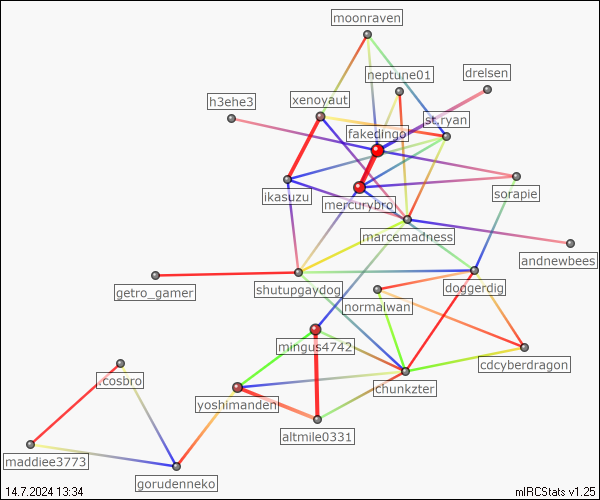 moonraven
neptune01
drelsen
h3ehe3
xenoyaut
st.ryan
fakedingo
ikasuzu
mercurybro
sorapie
marcemadness
andnewbees
getro_gamer
shutupgaydog
doggerdig
normalwan
mingus4742
cdcyberdragon
.cosbro
chunkzter
yoshimanden
altmile0331
maddiee3773
gorudenneko
14.7.2024 13:34
mIRCStats v1.25